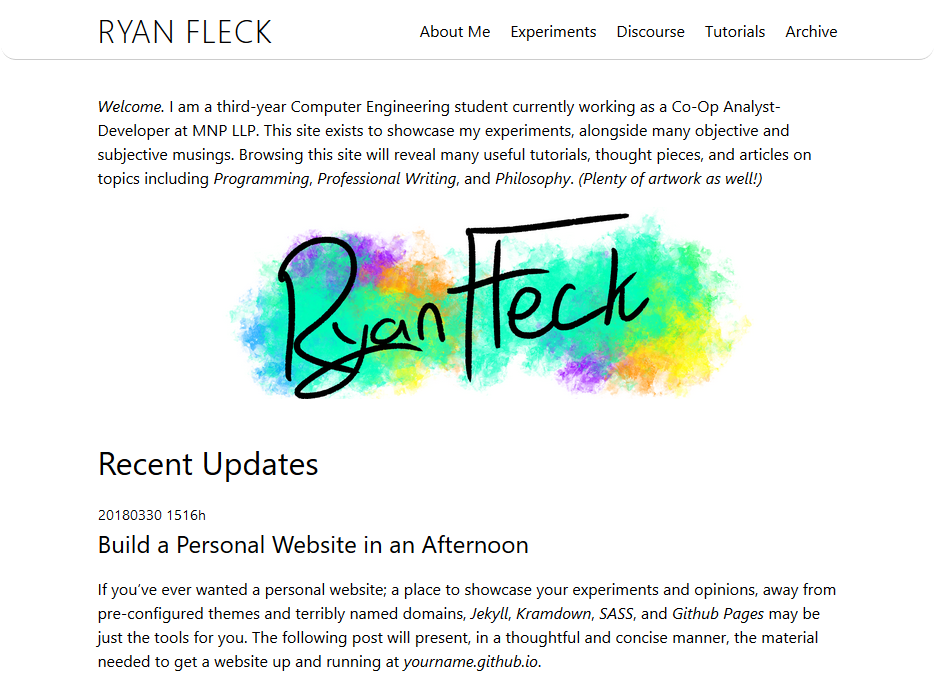 RYAN FLECK
About Me Experiments Discourse Tutorials Archive
Welcome. I am a third-year Computer Engineering student currently working as a Co-Op Analyst-
Developer at MNP LLP. This site exists to showcase my experiments, alongside many objective and
subjective musings. Browsing this site will reveal many useful tutorials, thought pieces, and articles on
topics including Programming, Professional Writing, and Philosophy. (Plenty of artwork as well!)
Ryan Fleck
Recent Updates
20180330 1516h
Build a Personal Website in an Afternoon
If you’ve ever wanted a personal website; a place to showcase your experiments and opinions, away from
pre-configured themes and terribly named domains, Jekyll, Kramdown, SASS, and Github Pages may be
just the tools for you. The following post will present, in a thoughtful and concise manner, the material
needed to get a website up and running at yourname.github.io.